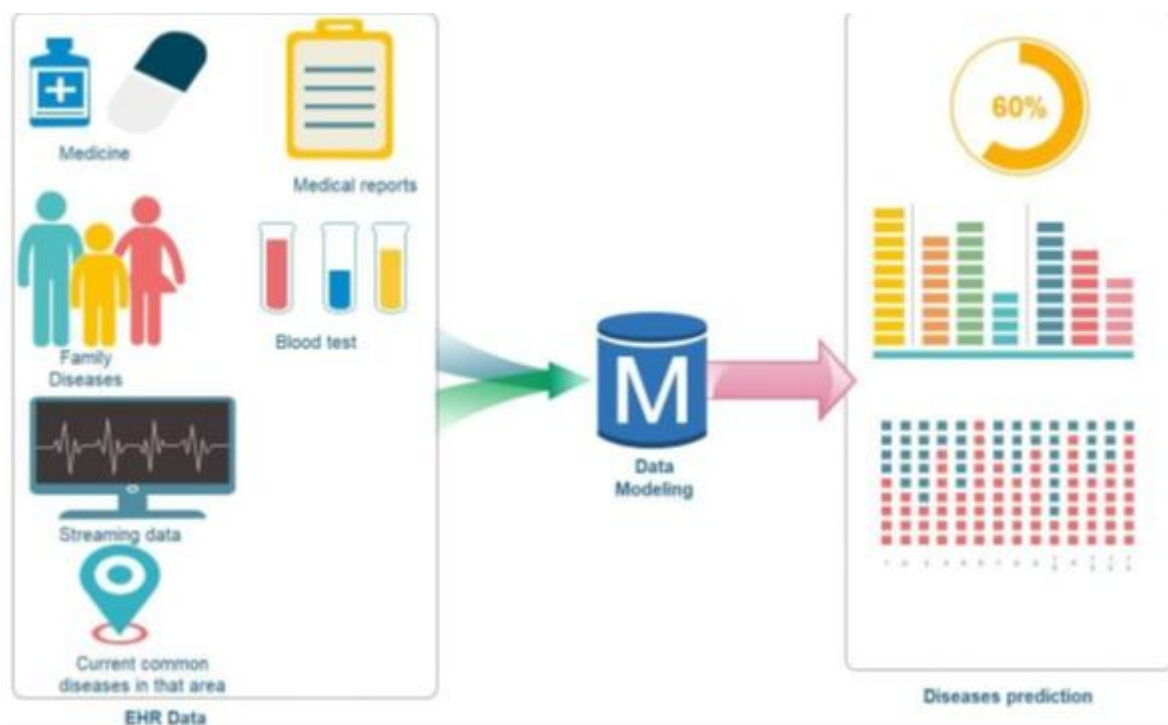 Medicine
Medical reports
Family
Diseases
Blood test
Streaming data
Current common
diseases in that area
EHR Data
M
Data
Modeling
60%
Diseases prediction